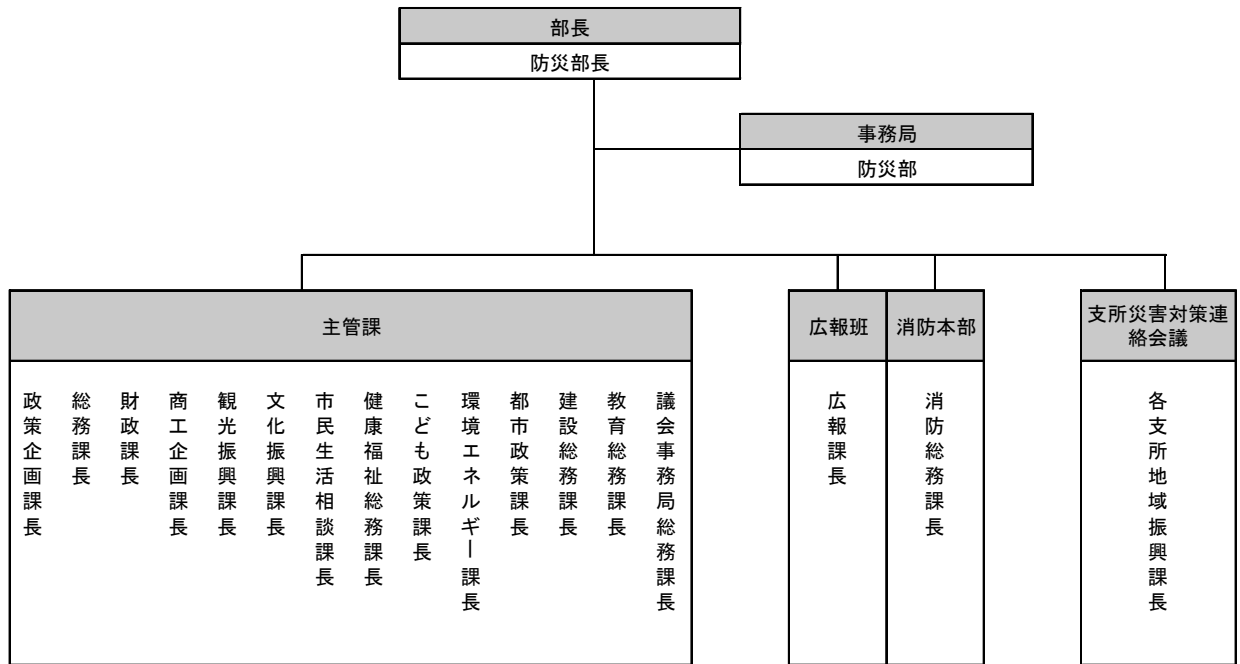 部長
防災部長
事務局
防災部
主管課
政策企画課長
総務課長
財政課長
商工企画課長
観光振興課長
文化振興課長
市民生活相談課長
健康福祉総務課長
こども政策課長
環境エネルギー課長
都市政策課長
建設総務課長
教育総務課長
議会事務局総務課長
広報班
広報課長
消防本部
消防総務課長
支所災害対策連
絡会議
各支所地域振興課長